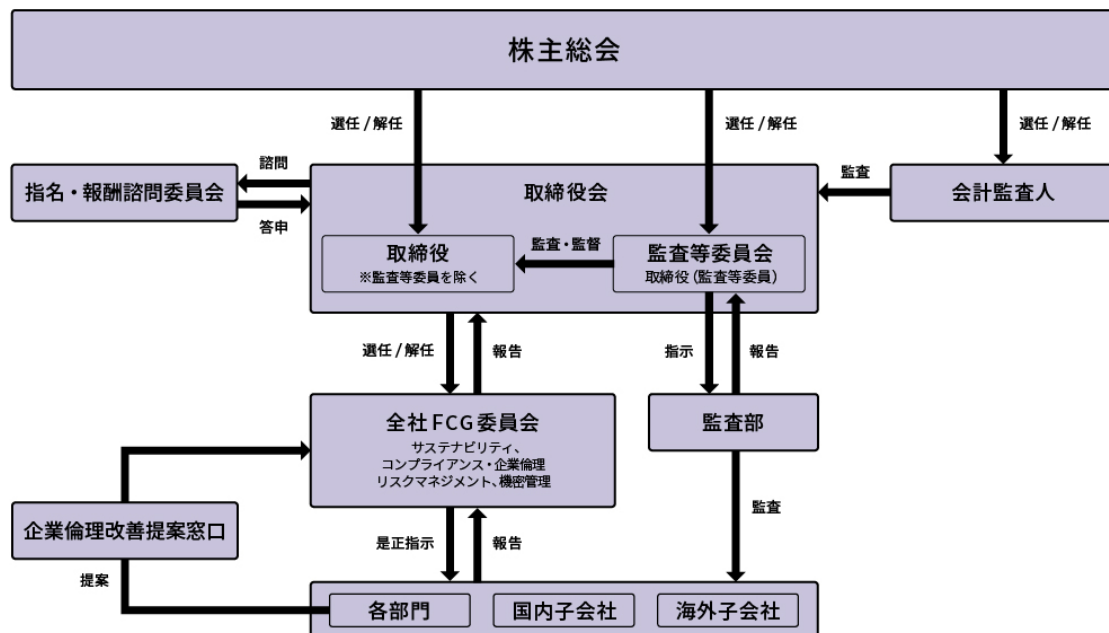 株主総会
選任 / 解任
選任 / 解任
選任 / 解任
指名・報酬諮問委員会
諮問
答申
取締役会
監査
会計監査人
取締役
※監査等委員を除く
監査・監督
監査等委員会
取締役（監査等委員）
選任 / 解任
報告
指示
報告
全社FCG委員会
サステナビリティ、
コンプライアンス・企業倫理
リスクマネジメント、機密管理
監査部
企業倫理改善提案窓口
是正指示
報告
監査
提案
各部門
国内子会社
海外子会社